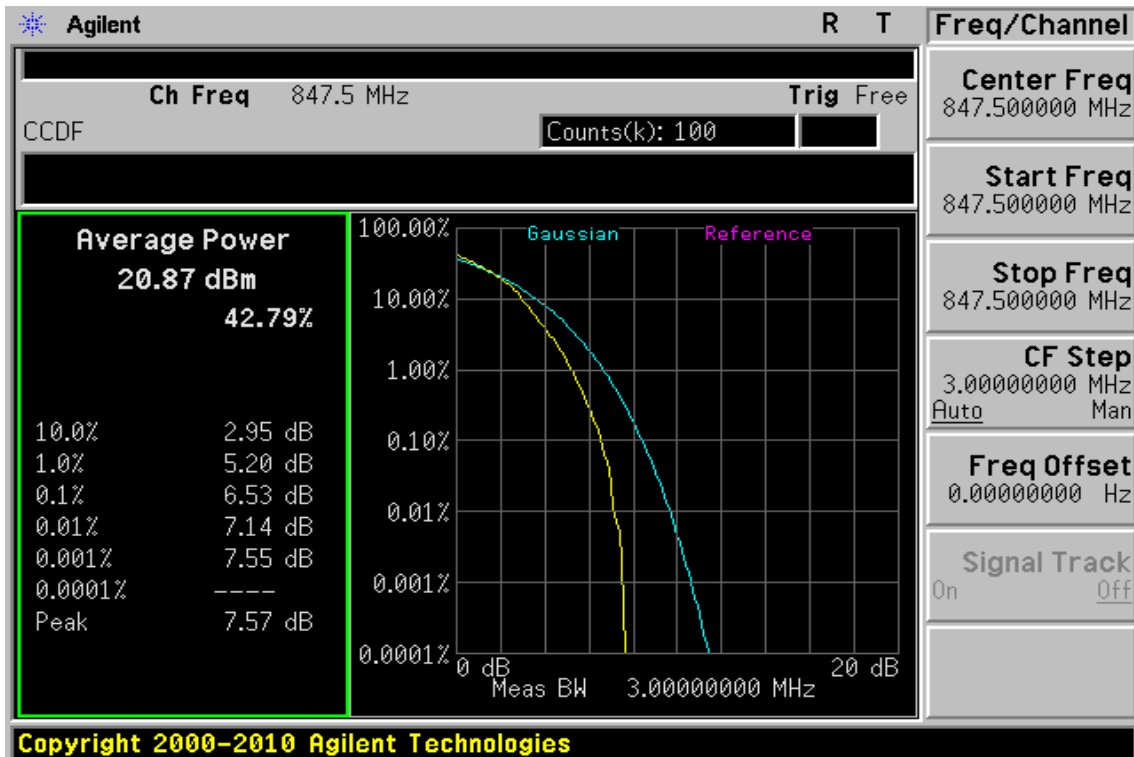 Agilent R T
Ch Freq 847.5 MHz Trig Free
CCDF Counts(k): 100
Average Power
20.87 dBm
42.79%
10.0% 2.95 dB
1.0% 5.20 dB
0.1% 6.53 dB
0.01% 7.14 dB
0.001% 7.55 dB
0.0001% ----
Peak 7.57 dB
Gaussian Reference
100.00%
10.00%
1.00%
0.10%
0.01%
0.001%
0.0001%
0 dB 20 dB
Meas BW 3.00000000 MHz
Freq/Channel
Center Freq
847.500000 MHz
Start Freq
847.500000 MHz
Stop Freq
847.500000 MHz
CF Step
3.00000000 MHz
Auto Man
Freq Offset
0.00000000 Hz
Signal Track
On Off
Copyright 2000-2010 Agilent Technologies